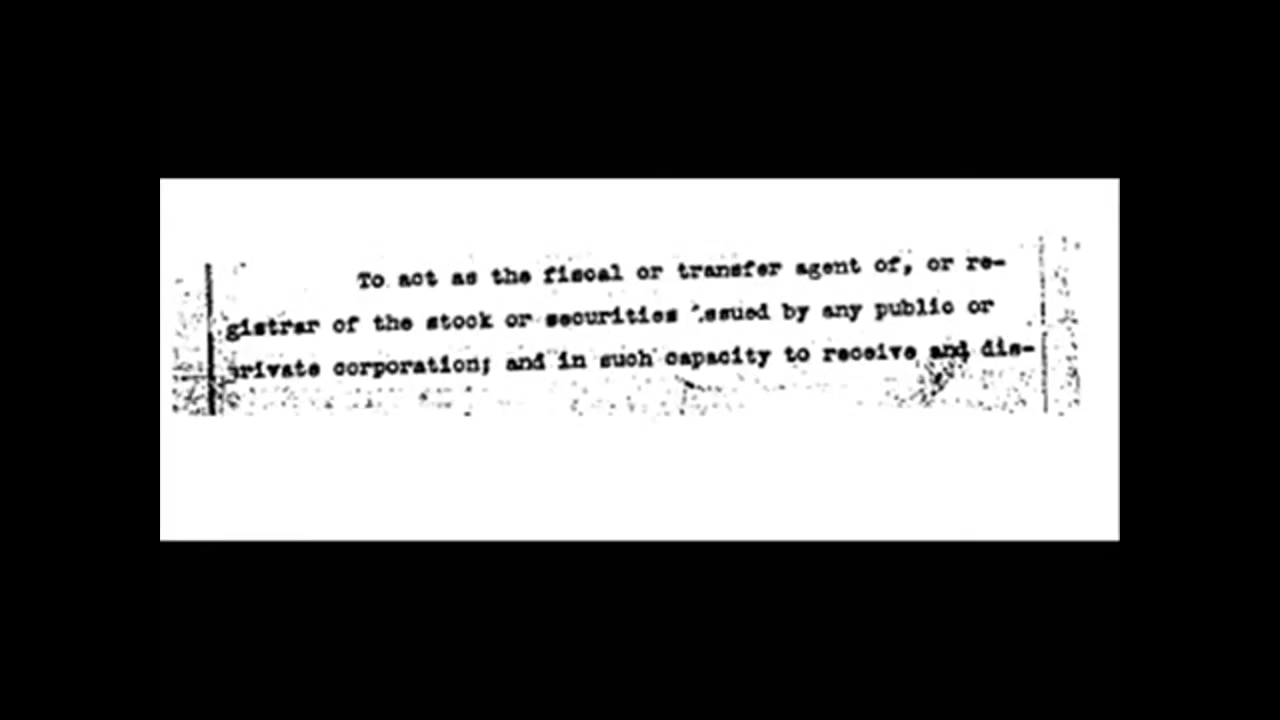 To act as the fiscal or transfer agent of, or re-
gistrar of the stock or securities issued by any public or
private corporation; and in such capacity to receive and dis-